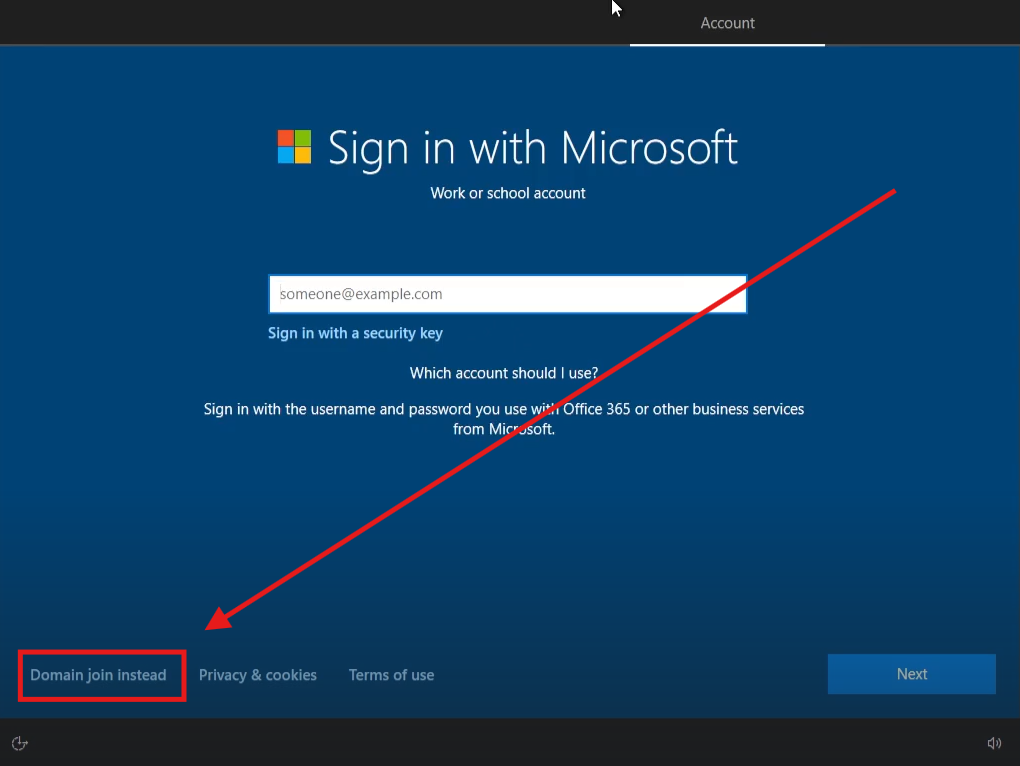 Account
Sign in with Microsoft
Work or school account
someone@example.com
Sign in with a security key
Which account should I use?
Sign in with the username and password you use with Office 365 or other business services
from Microsoft.
Domain join instead
Privacy & cookies
Terms of use
Next